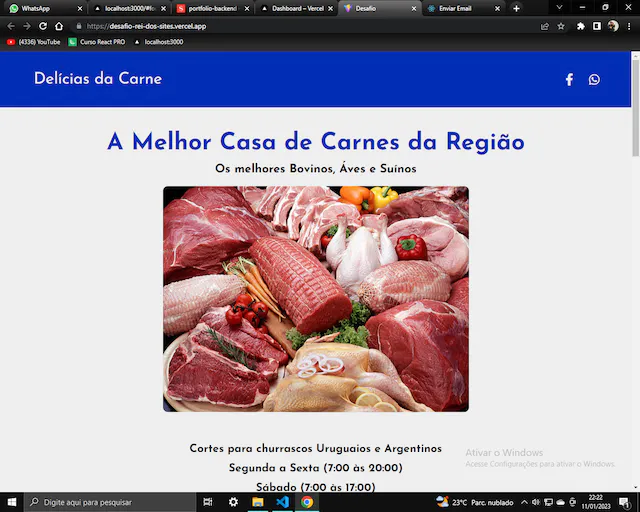 WhatsApp
localhost:3000/#h
portfolio-backend
Dashboard – Vercel
Desafio
Enviar Email
https://desafio-rei-dos-sites.vercel.app
(4336) YouTube
Curso React PRO
localhost:3000
Delícias da Carne
A Melhor Casa de Carnes da Região
Os melhores Bovinos, Áves e Suínos
Cortes para churrascos Uruguaios e Argentinos
Segunda a Sexta (7:00 às 20:00)
Sábado (7:00 às 17:00)
Ativar o Windows
Acesse Configurações para ativar o Windows.
Digite aqui para pesquisar
23°C Parc. nublado
22:22
11/01/2023